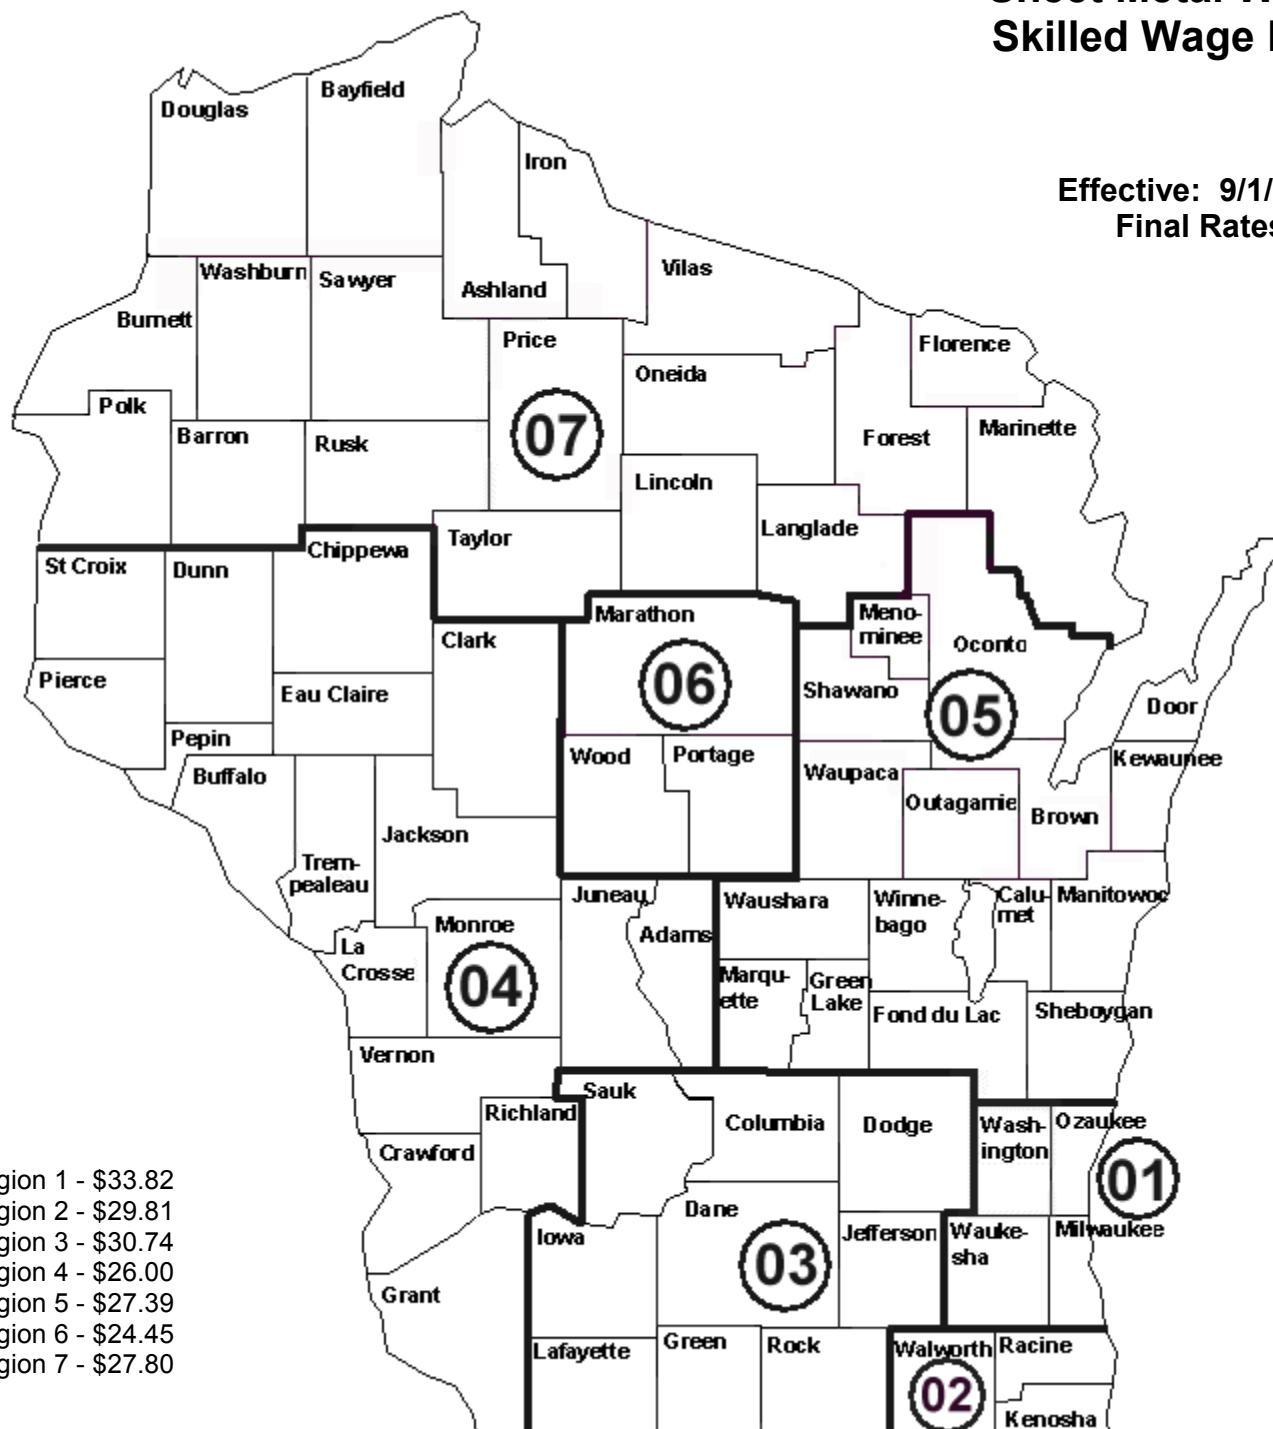 Skilled Wage
Effective: 9/1/
Final Rates
Douglas
Bayfield
Iron
Washburn
Sawyer
Ashland
Vilas
Burnett
Price
Florence
Oneida
Polk
07
Barron
Rusk
Forest
Marinette
Lincoln
Langlade
Taylor
Chippewa
St Croix
Dunn
Marathon
Meno-
minee
Clark
Oconto
06
Pierce
Eau Claire
Shawano
05
Door
Pepin
Buffalo
Wood
Portage
Waupaca
Kewaunee
Outagamie
Brown
Jackson
Trem-
pealeau
Juneau
Waushara
Winne-
bago
Calu-
met
Manitowoc
Monroe
Adams
La
Crosse
04
Marqu-
ette
Green
Lake
Fond du Lac
Sheboygan
Vernon
Sauk
Richland
Columbia
Dodge
Wash-
ington
Ozaukee
Crawford
01
Dane
Iowa
Jefferson
Wauke-
sha
Milwaukee
03
Grant
Lafayette
Green
Rock
Walworth
Racine
02
Kenosha
gion 1 - $33.82
gion 2 - $29.81
gion 3 - $30.74
gion 4 - $26.00
gion 5 - $27.39
gion 6 - $24.45
gion 7 - $27.80